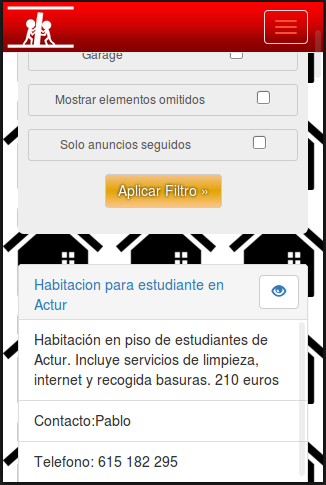 Garage
Mostrar elementos omitidos
Solo anuncios seguidos
Aplicar Filtro »
Habitacion para estudiante en
Actur
Habitación en piso de estudiantes de
Actur. Incluye servicios de limpieza,
internet y recogida basuras. 210 euros
Contacto:Pablo
Telefono: 615 182 295